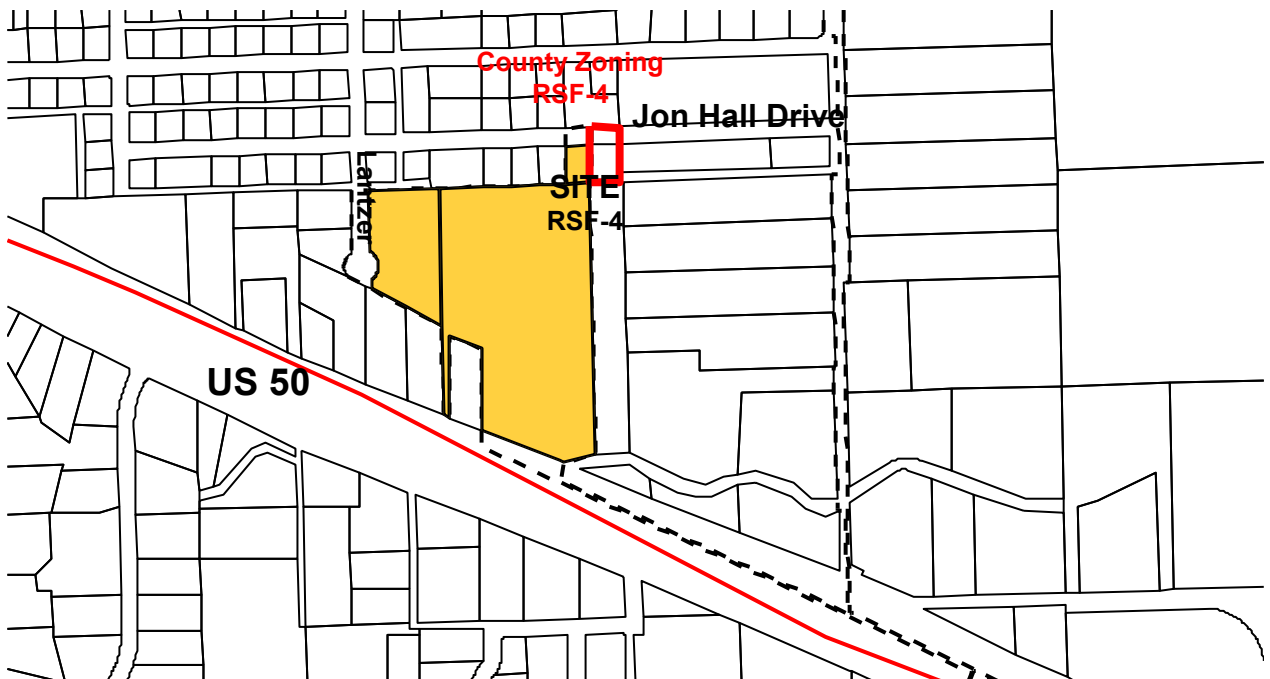 County Zoning
RSF-4
Jon Hall Drive
Lantzer
SITE
RSF-4
US 50